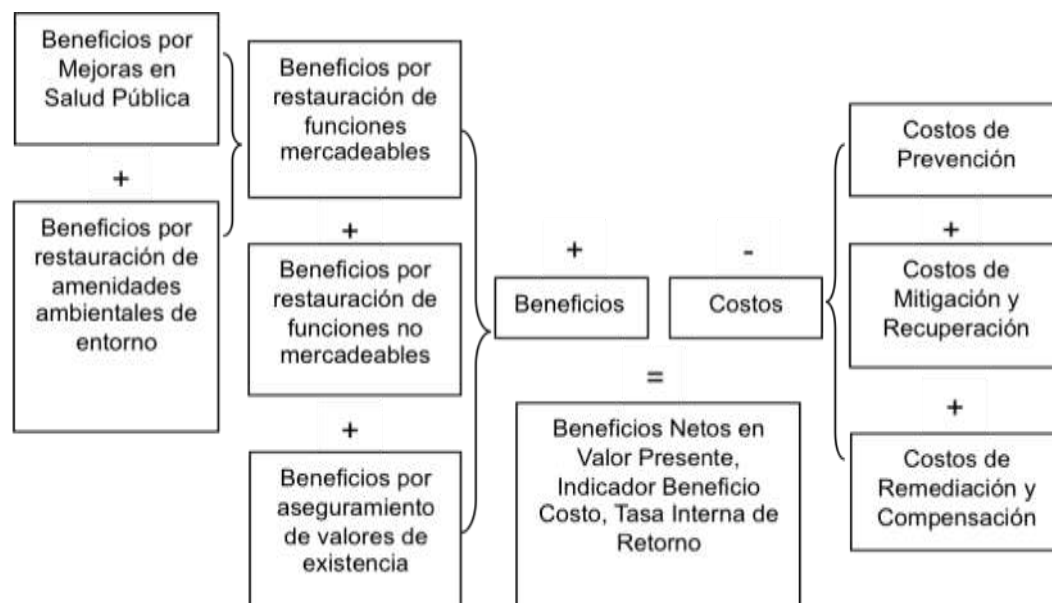 Beneficios por
Mejoras en
Salud Pública
+
Beneficios por
restauración de
amenidades
ambientales de
entorno
Beneficios por
restauración de
funciones
mercadeables
+
Beneficios por
restauración de
funciones no
mercadeables
+
Beneficios por
aseguramiento
de valores de
existencia
+
Beneficios
-
Costos
=
Beneficios Netos en
Valor Presente,
Indicador Beneficio
Costo, Tasa Interna de
Retorno
Costos de
Prevención
+
Costos de
Mitigación y
Recuperación
+
Costos de
Remediación y
Compensación